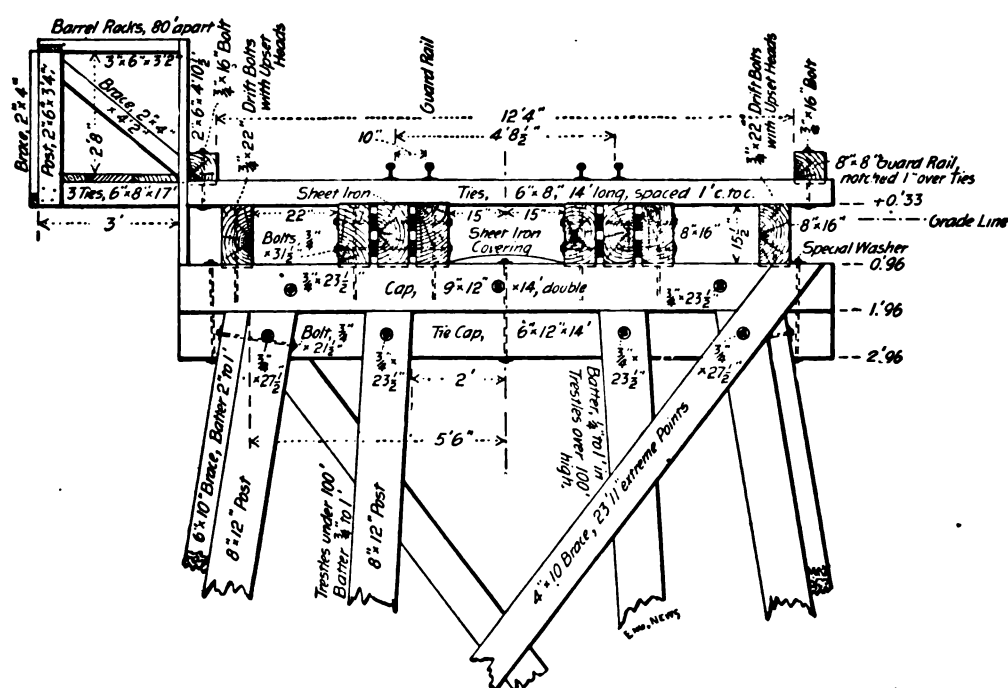 Barrel Racks, 80' apart
3"×6"×3'2"
Brace, 2"×4"
×4'2"
2'8"
Brace, 2"×4"
Post, 2"×6"×3'4"
3 Ties, 6"×8"×17'
3'
2"×6"×4'10½"
¾"×16" Bolt
¾"×22" Drift Bolts
with Upset Heads
Guard Rail
12'4"
10"
4'8½"
¾"×22" Drift Bolts
with Upset Heads
¾"×16" Bolt
8"×8" Guard Rail,
notched 1" over ties
Sheet Iron
Ties, 6"×8", 14' long, spaced 1' c. to c.
+0.33
Grade Line
22"
15"
15"
Bolts, ¾"
×31½"
Sheet Iron
Covering
8"×16"
15½"
8"×16"
Special Washer
0.96
¾"×23½"
Cap, 9"×12"×14', double
¾"×23½"
1.96
Bolt, ¾"
×21½"
Tie Cap, 6"×12"×14'
2.96
¾"
×27½"
¾"×
23½"
2'
¾"×
23½"
¾"
×27½"
5'6"
6"×10" Brace, Batter 2" to 1'
8"×12" Post
Trestles under 100'
Batter ¾" to 1'.
8"×12" Post
Batter, ¼" to 1' in
Trestles over 100'
high.
4"×10 Brace, 23'11" extreme Points
ENG. NEWS